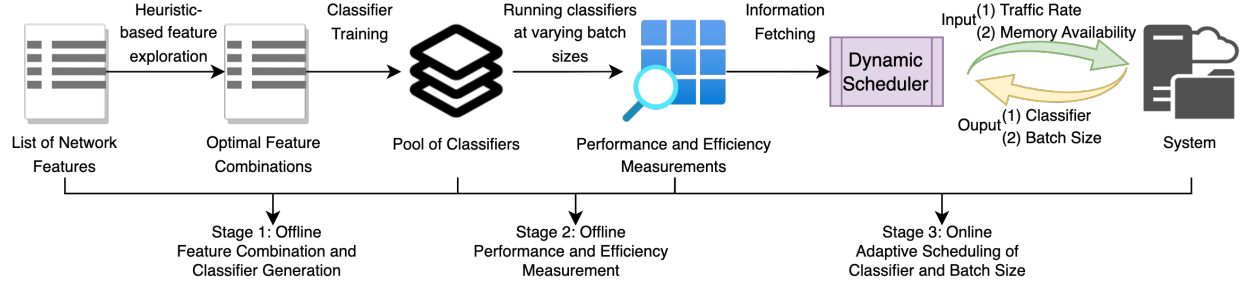 Heuristic-
based feature
exploration
Classifier
Training
Running classifiers
at varying batch
sizes
Information
Fetching
Input
(1) Traffic Rate
(2) Memory Availability
Dynamic
Scheduler
Ouput
(1) Classifier
(2) Batch Size
List of Network
Features
Optimal Feature
Combinations
Pool of Classifiers
Performance and Efficiency
Measurements
System
Stage 1: Offline
Feature Combination and
Classifier Generation
Stage 2: Offline
Performance and Efficiency
Measurement
Stage 3: Online
Adaptive Scheduling of
Classifier and Batch Size